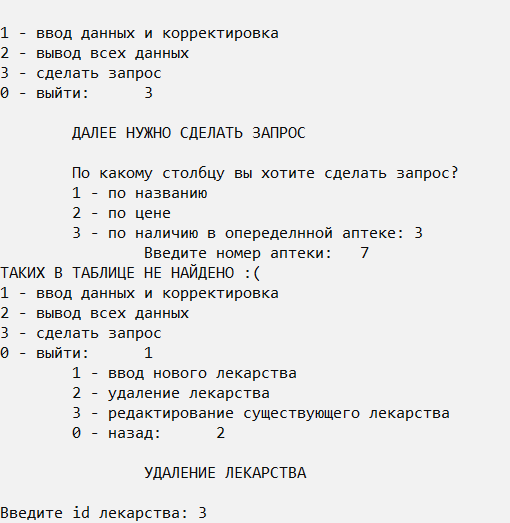 1 - ввод данных и корректировка
2 - вывод всех данных
3 - сделать запрос
0 - выйти: 3
ДАЛЕЕ НУЖНО СДЕЛАТЬ ЗАПРОС
По какому столбцу вы хотите сделать запрос?
1 - по названию
2 - по цене
3 - по наличию в опеределнной аптеке: 3
Введите номер аптеки: 7
ТАКИХ В ТАБЛИЦЕ НЕ НАЙДЕНО :(
1 - ввод данных и корректировка
2 - вывод всех данных
3 - сделать запрос
0 - выйти: 1
1 - ввод нового лекарства
2 - удаление лекарства
3 - редактирование существующего лекарства
0 - назад: 2
УДАЛЕНИЕ ЛЕКАРСТВА
Введите id лекарства: 3